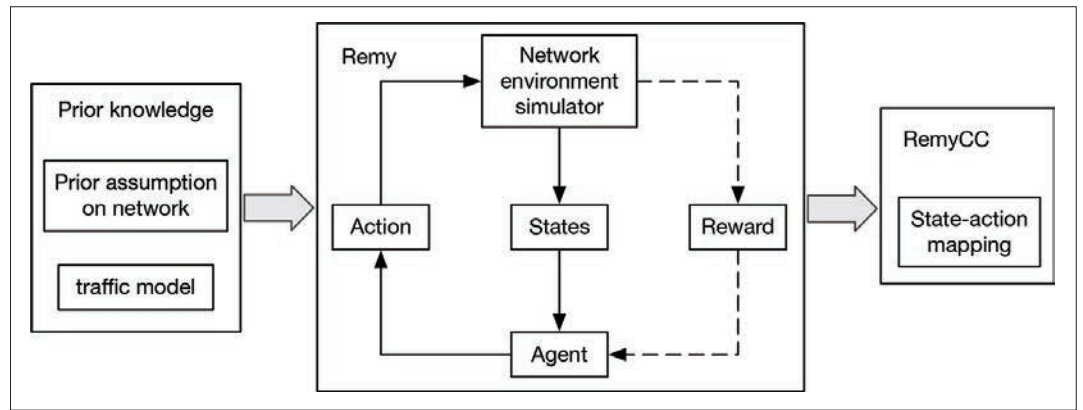 Prior knowledge
Prior assumption
on network
traffic model
Remy
Network
environment
simulator
Action
States
Reward
Agent
RemyCC
State-action
mapping